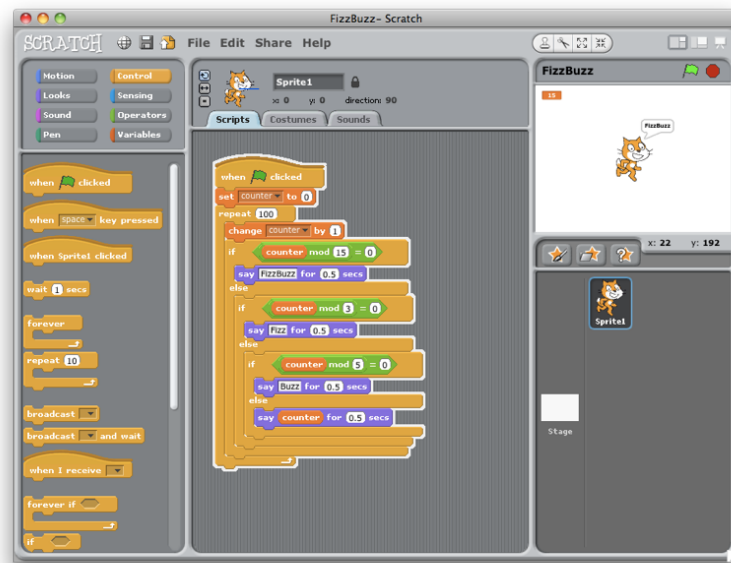 FizzBuzz- Scratch
SCRATCH File Edit Share Help
Motion Control
Looks Sensing
Sound Operators
Pen Variables
when clicked
when space key pressed
when Sprite1 clicked
wait 1 secs
forever
repeat 10
broadcast
broadcast and wait
when I receive
forever if
if
Sprite1
x: 0 y: 0 direction: 90
Scripts Costumes Sounds
when clicked
set counter to 0
repeat 100
change counter by 1
if counter mod 15 = 0
say FizzBuzz for 0.5 secs
else
if counter mod 3 = 0
say Fizz for 0.5 secs
else
if counter mod 5 = 0
say Buzz for 0.5 secs
else
say counter for 0.5 secs
FizzBuzz
15
FizzBuzz
x: 22 y: 192
Sprite1
Stage